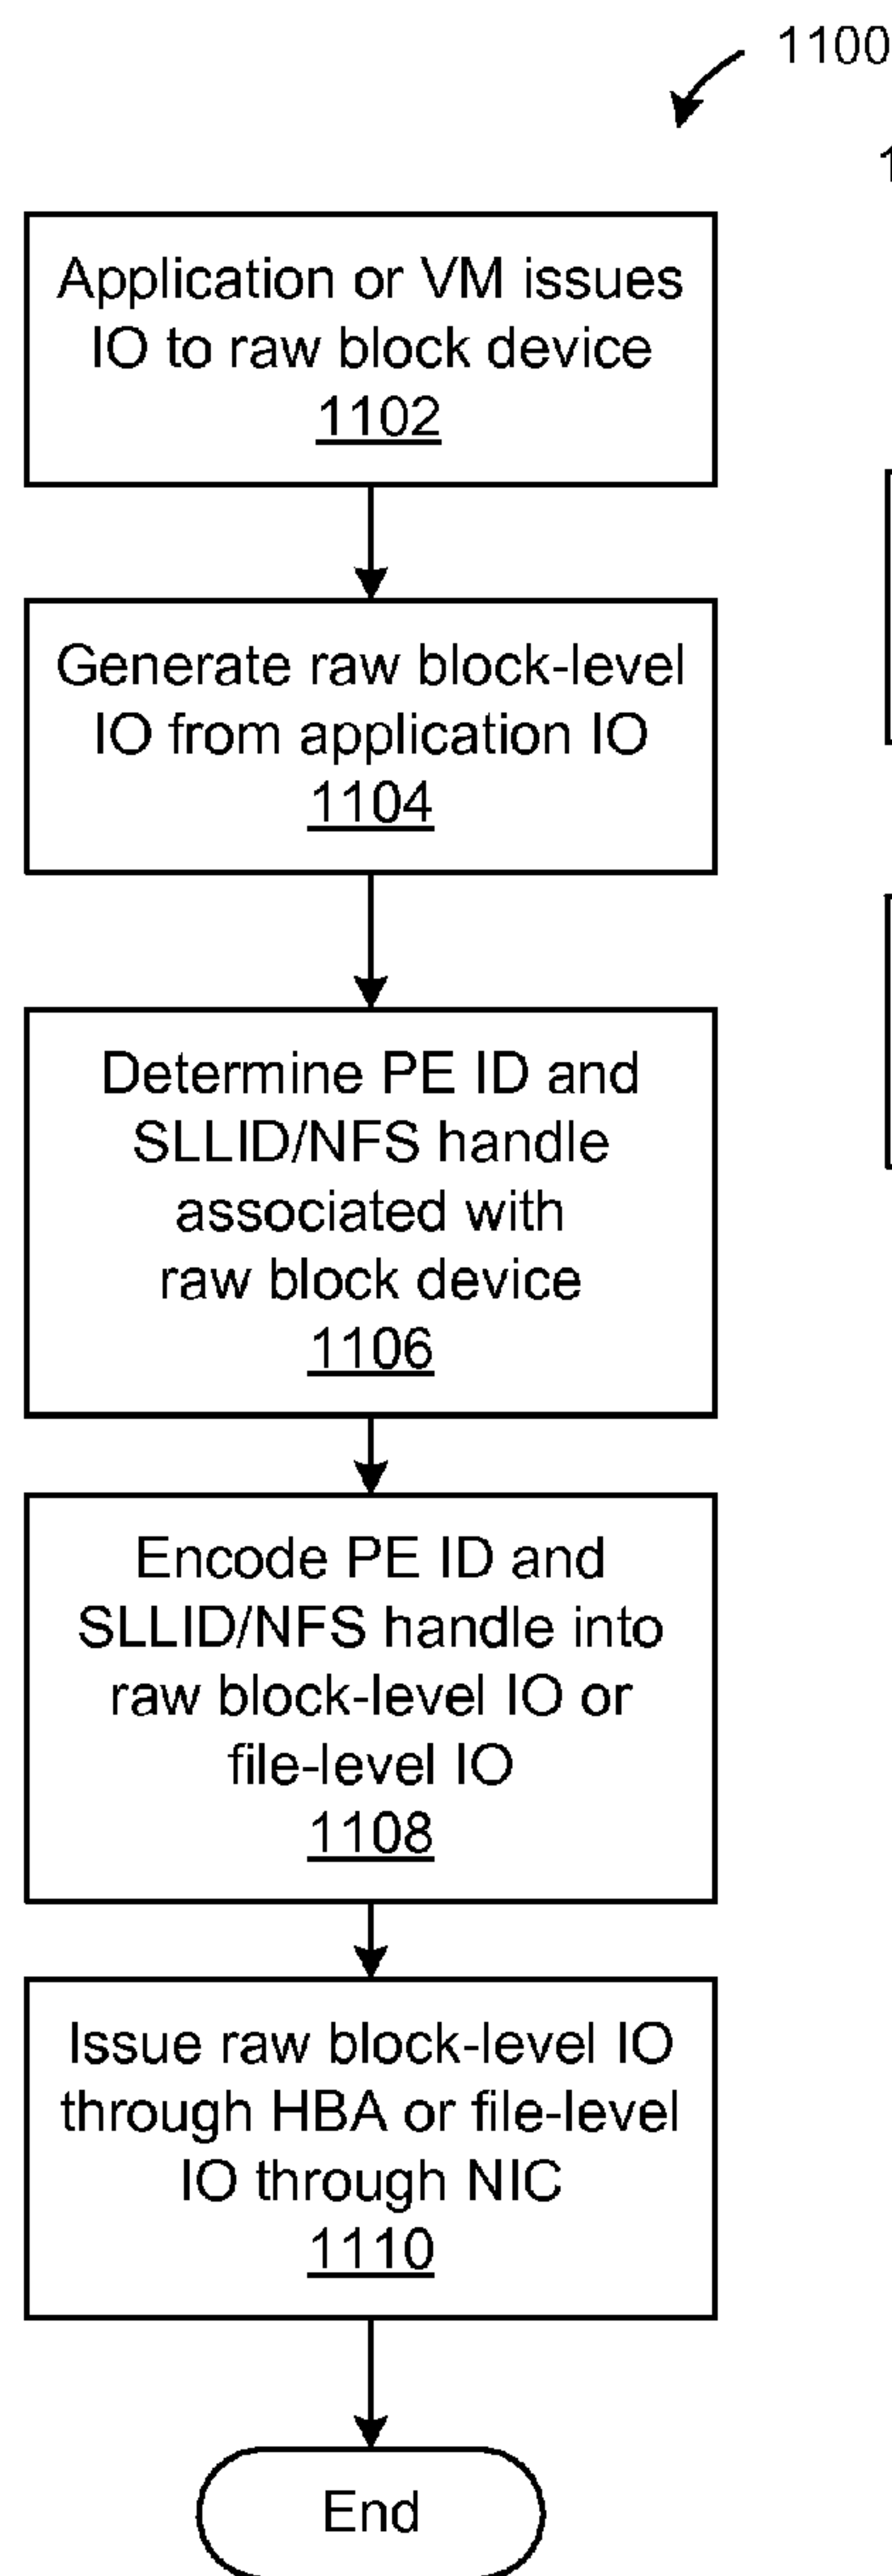 1100
Application or VM issues
IO to raw block device
1102
Generate raw block-level
IO from application IO
1104
Determine PE ID and
SLLID/NFS handle
associated with
raw block device
1106
Encode PE ID and
SLLID/NFS handle into
raw block-level IO or
file-level IO
1108
Issue raw block-level IO
through HBA or file-level
IO through NIC
1110
End